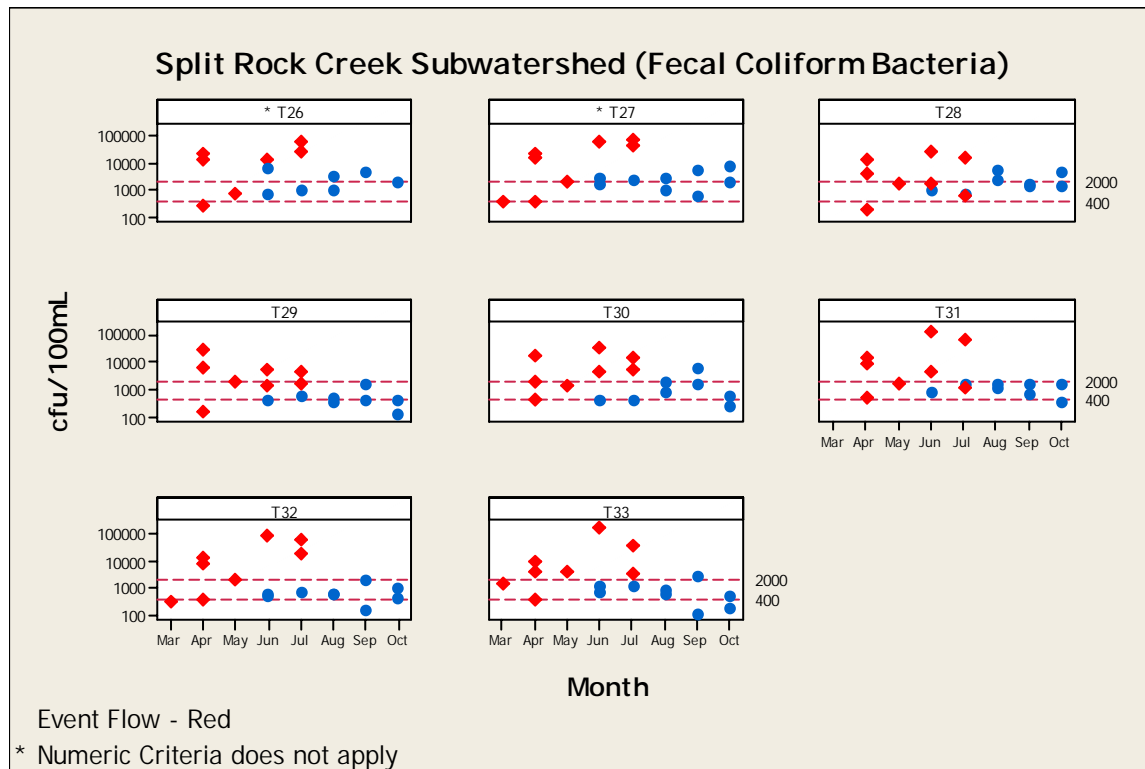 Split Rock Creek Subwatershed (Fecal Coliform Bacteria)
* T26
* T27
T28
100000
10000
1000
100
2000
400
T29
T30
T31
100000
10000
1000
100
2000
400
Mar Apr May Jun Jul Aug Sep Oct
T32
T33
100000
10000
1000
100
2000
400
Mar Apr May Jun Jul Aug Sep Oct
Mar Apr May Jun Jul Aug Sep Oct
cfu/100mL
Month
Event Flow - Red
* Numeric Criteria does not apply